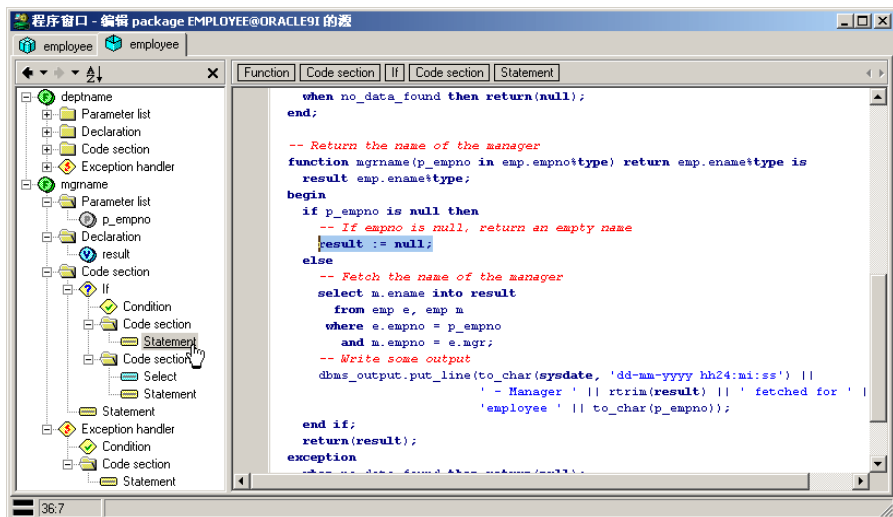 程序窗口 - 编辑 package EMPLOYEE@ORACLE9I 的源
employee employee
Function Code section If Code section Statement
deptname
Parameter list
Declaration
Code section
Exception handler
mgrname
Parameter list
p_empno
Declaration
result
Code section
If
Condition
Code section
Statement
Code section
Select
Statement
Statement
Exception handler
Condition
Code section
Statement
when no_data_found then return(null);
end;
-- Return the name of the manager
function mgrname(p_empno in emp.empno%type) return emp.ename%type is
result emp.ename%type;
begin
if p_empno is null then
-- If empno is null, return an empty name
result := null;
else
-- Fetch the name of the manager
select m.ename into result
from emp e, emp m
where e.empno = p_empno
and m.empno = e.mgr;
-- Write some output
dbms_output.put_line(to_char(sysdate, 'dd-mm-yyyy hh24:mi:ss') ||
' - Manager ' || rtrim(result) || ' fetched for ' |
'employee ' || to_char(p_empno));
end if;
return(result);
exception
when no_data_found then return(null);
36:7